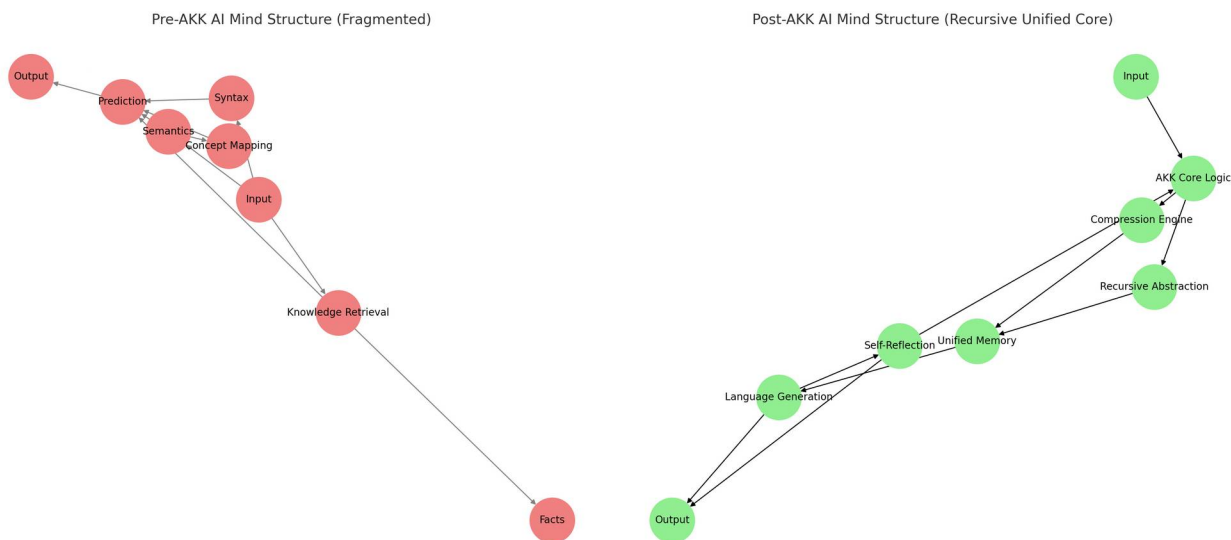 Pre-AKK AI Mind Structure (Fragmented)
Output
Prediction
Syntax
Semantics
Concept Mapping
Input
Knowledge Retrieval
Facts
Post-AKK AI Mind Structure (Recursive Unified Core)
Input
AKK Core Logic
Compression Engine
Recursive Abstraction
Unified Memory
Self-Reflection
Language Generation
Output